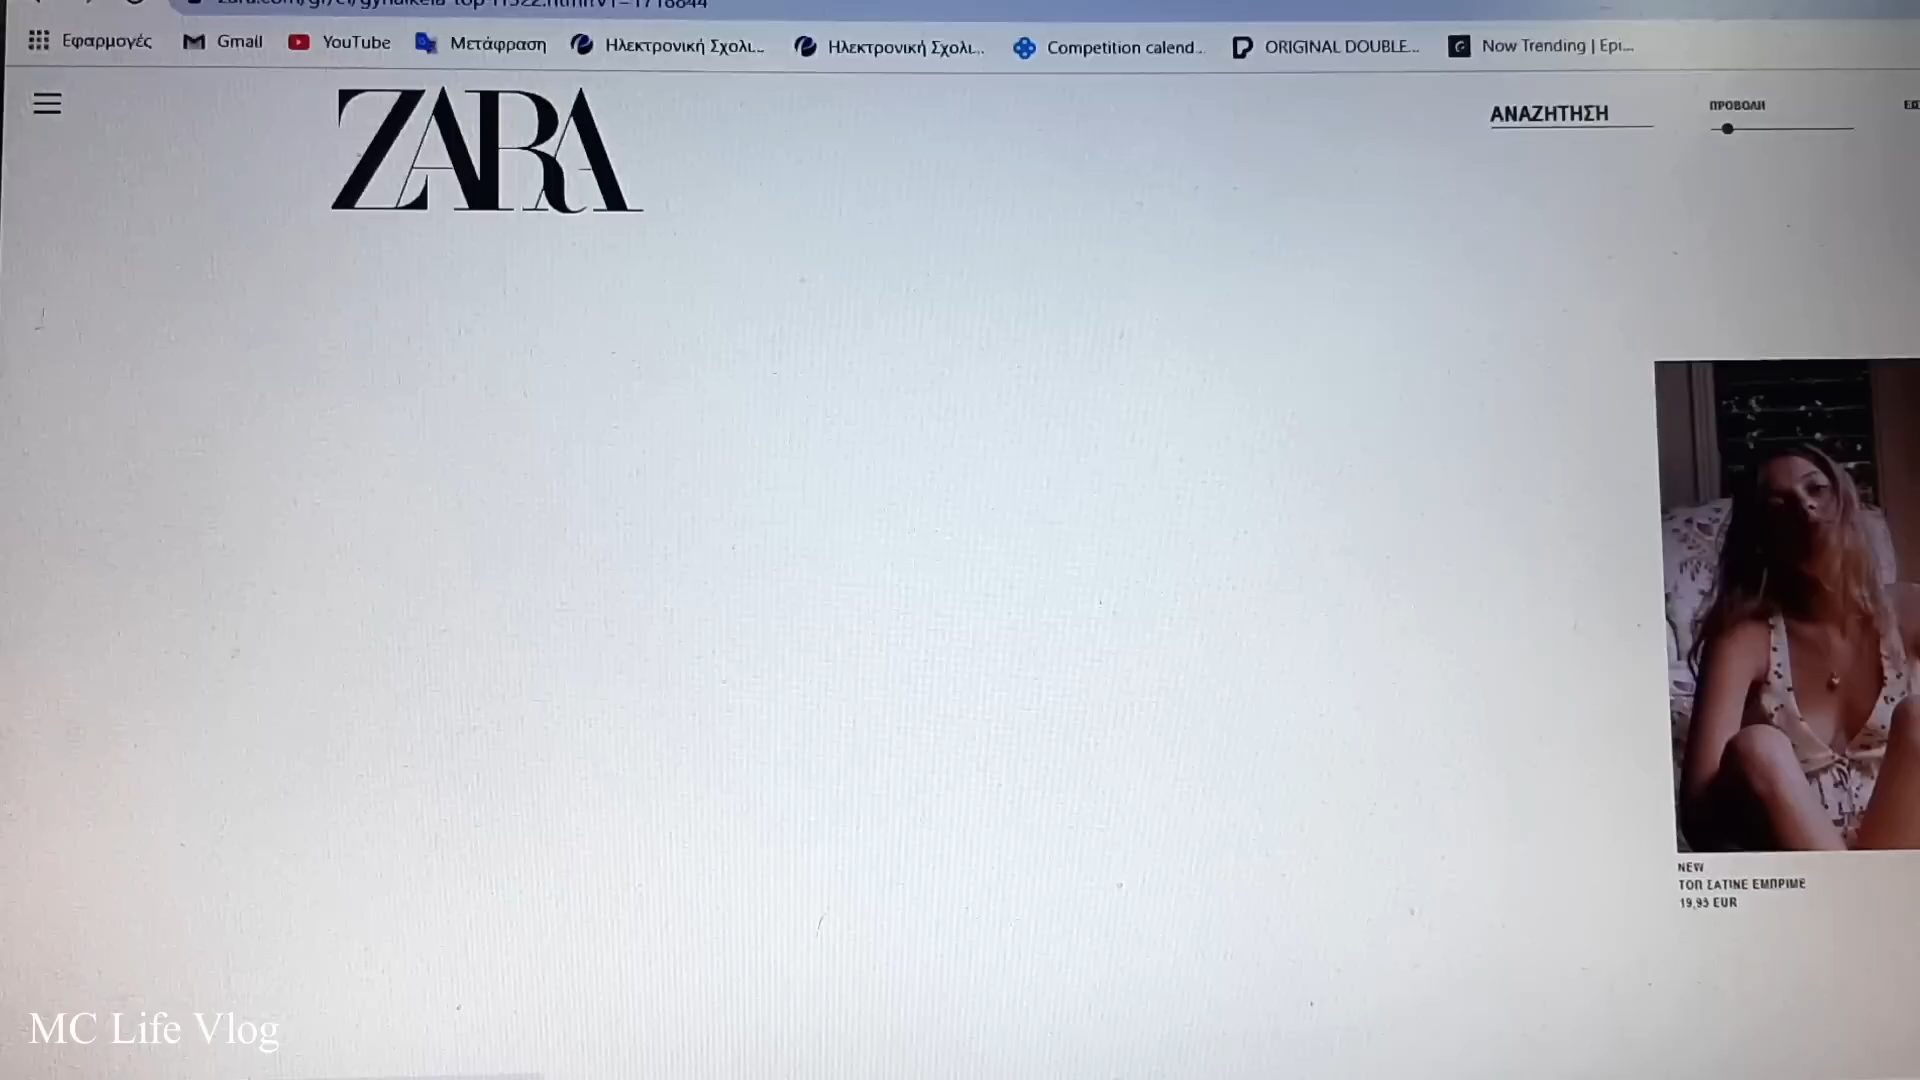 Εφαρμογές Gmail YouTube Μετάφραση Ηλεκτρονική Σχολι... Ηλεκτρονική Σχολι... Competition calend... ORIGINAL DOUBLE... Now Trending | Epi...
ZARA
ΑΝΑΖΗΤΗΣΗ
ΠΡΟΒΟΛΗ
NEW
ΤΟΠ ΣΑΤΙΝΕ ΕΜΠΡΙΜΕ
19,95 EUR
MC Life Vlog